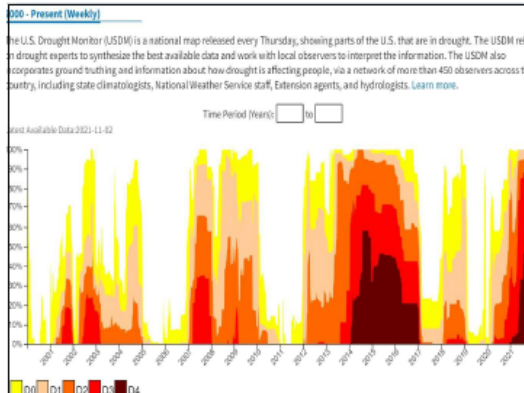 2000 - Present (Weekly)
The U.S. Drought Monitor (USDM) is a national map released every Thursday, showing parts of the U.S. that are in drought. The USDM
on drought experts to synthesize the best available data and work with local observers to interpret the information. The USDM also
incorporates ground truthing and information about how drought is affecting people, via a network of more than 450 observers across
country, including state climatologists, National Weather Service staff, Extension agents, and hydrologists. Learn more.
Time Period (Years): to
Latest Available Data: 2021-11-02
100%
90%
80%
70%
60%
50%
40%
30%
20%
10%
0%
2001 2002 2003 2004 2005 2006 2007 2008 2009 2010 2011 2012 2013 2014 2015 2016 2017 2018 2019 2020 2021
D0 D1 D2 D3 D4